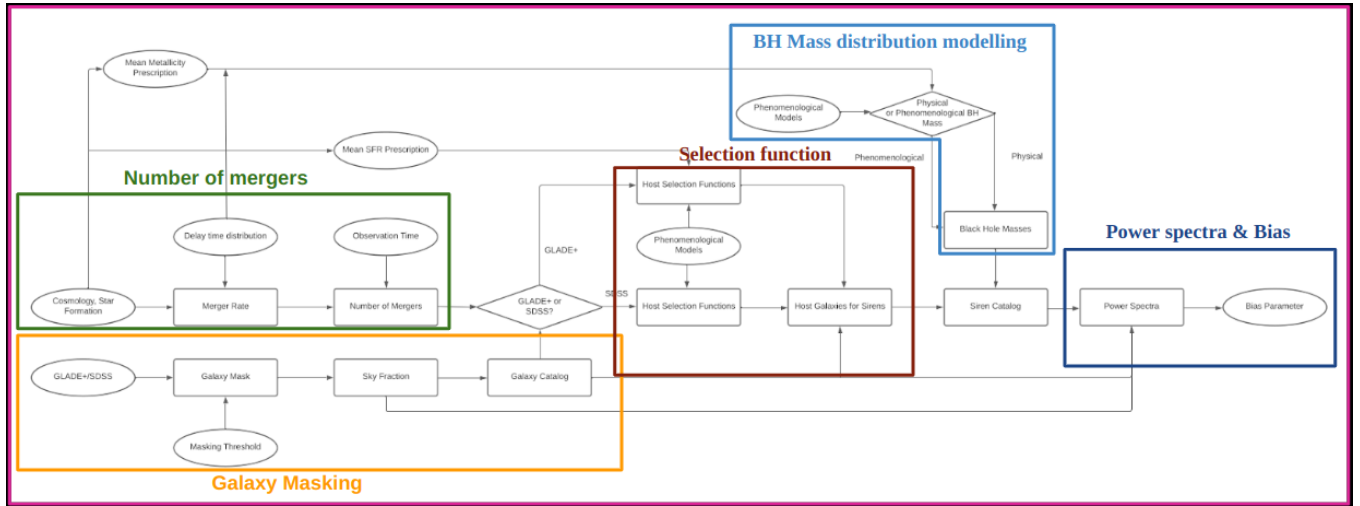 BH Mass distribution modelling
Mean Metallicity
Prescription
Phenomenological
Models
Physical
or Phenomenological BH
Mass
Mean SFR Prescription
Selection function
Phenomenological
Physical
Number of mergers
Host Selection Functions
Delay time distribution
Observation Time
Phenomenological
Models
Black Hole Masses
GLADE+
Power spectra & Bias
Cosmology, Star
Formation
Merger Rate
Number of Mergers
GLADE+ or
SDSS?
SDSS
Host Selection Functions
Host Galaxies for Sirens
Siren Catalog
Power Spectra
Bias Parameter
GLADE+/SDSS
Galaxy Mask
Sky Fraction
Galaxy Catalog
Masking Threshold
Galaxy Masking